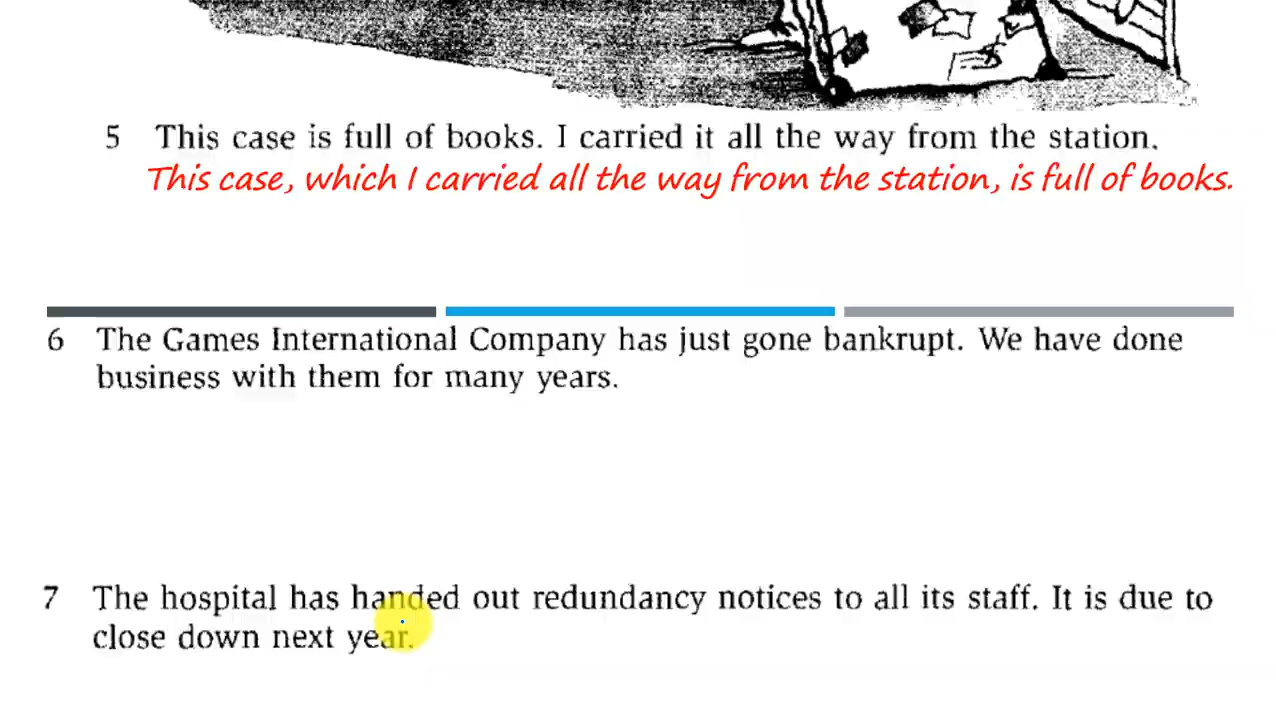 5 This case is full of books. I carried it all the way from the station.
This case, which I carried all the way from the station, is full of books.
6 The Games International Company has just gone bankrupt. We have done
business with them for many years.
7 The hospital has handed out redundancy notices to all its staff. It is due to
close down next year.